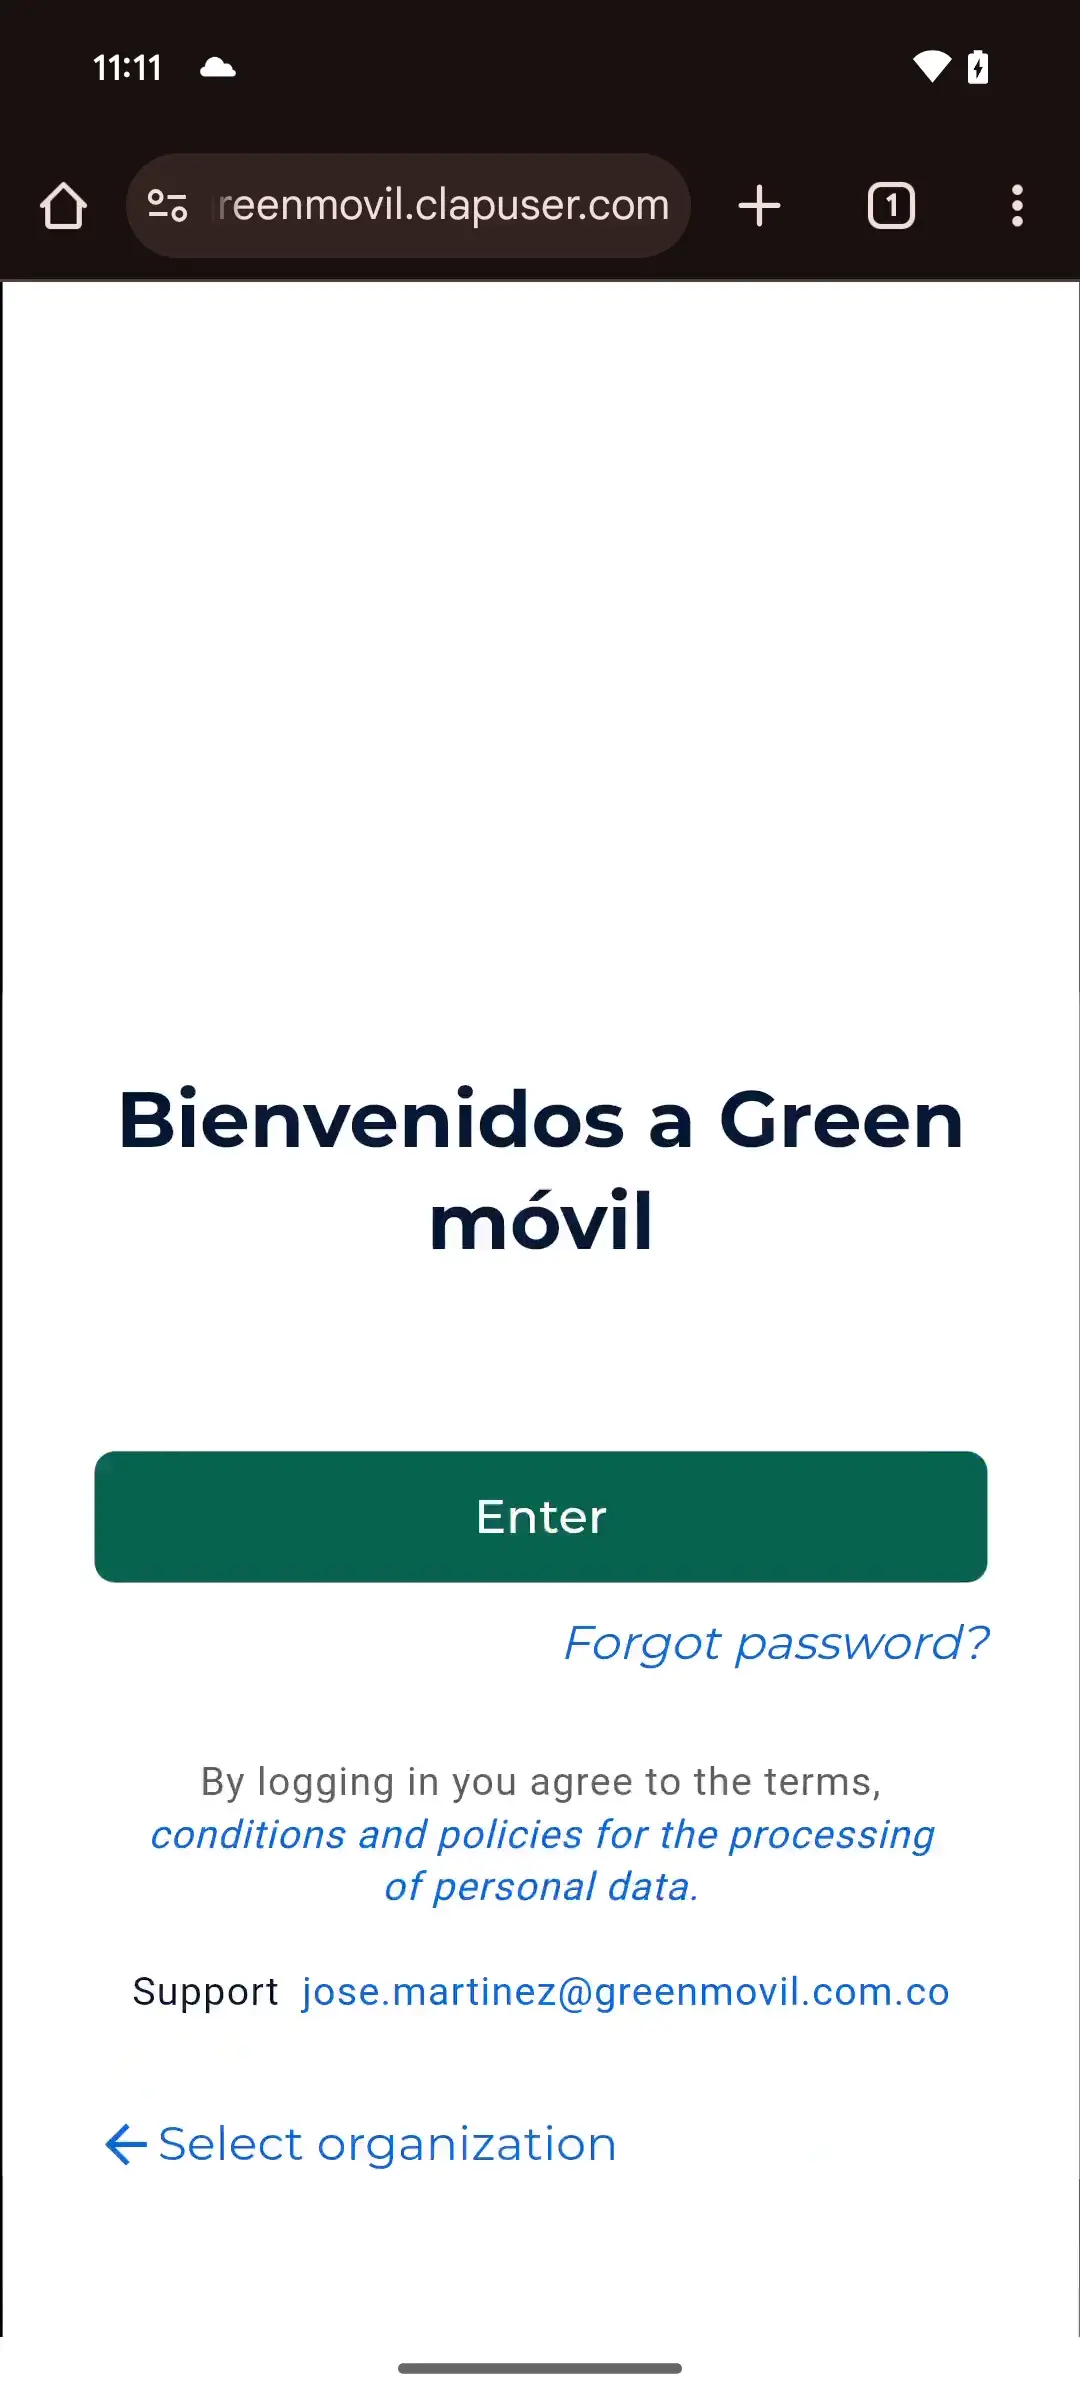 11:11
reenmovil.clapuser.com
1
Bienvenidos a Green
móvil
Enter
Forgot password?
By logging in you agree to the terms,
conditions and policies for the processing
of personal data.
Support jose.martinez@greenmovil.com.co
←Select organization